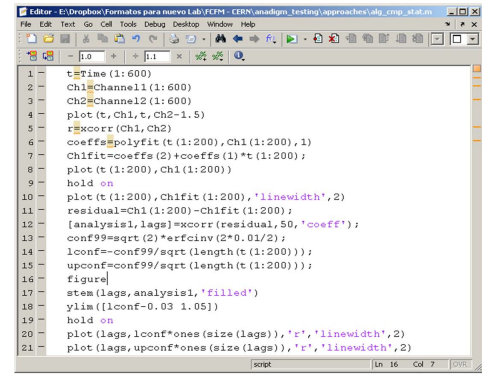 Editor - E:\Dropbox\Formatos para nuevo Lab\FCFM - CERN\anadigm_testing\approaches\alg_cmp_stat.m
File Edit Text Go Cell Tools Debug Desktop Window Help
- 1.0 + ÷ 1.1 ×
1 - t=Time(1:600)
2 - Ch1=Channel1(1:600)
3 - Ch2=Channel2(1:600)
4 - plot(t,Ch1,t,Ch2-1.5)
5 - r=xcorr(Ch1,Ch2)
6 - coeffs=polyfit(t(1:200),Ch1(1:200),1)
7 - Ch1fit=coeffs(2)+coeffs(1)*t(1:200);
8 - plot(t(1:200),Ch1(1:200))
9 - hold on
10 - plot(t(1:200),Ch1fit(1:200),'linewidth',2)
11 - residual=Ch1(1:200)-Ch1fit(1:200);
12 - [analysis1,lags]=xcorr(residual,50,'coeff');
13 - conf99=sqrt(2)*erfcinv(2*0.01/2);
14 - lconf=-conf99/sqrt(length(t(1:200)));
15 - upconf=conf99/sqrt(length(t(1:200)));
16 - figure
17 - stem(lags,analysis1,'filled')
18 - ylim([lconf-0.03 1.05])
19 - hold on
20 - plot(lags,lconf*ones(size(lags)),'r','linewidth',2)
21 - plot(lags,upconf*ones(size(lags)),'r','linewidth',2)
script Ln 16 Col 7 OVR